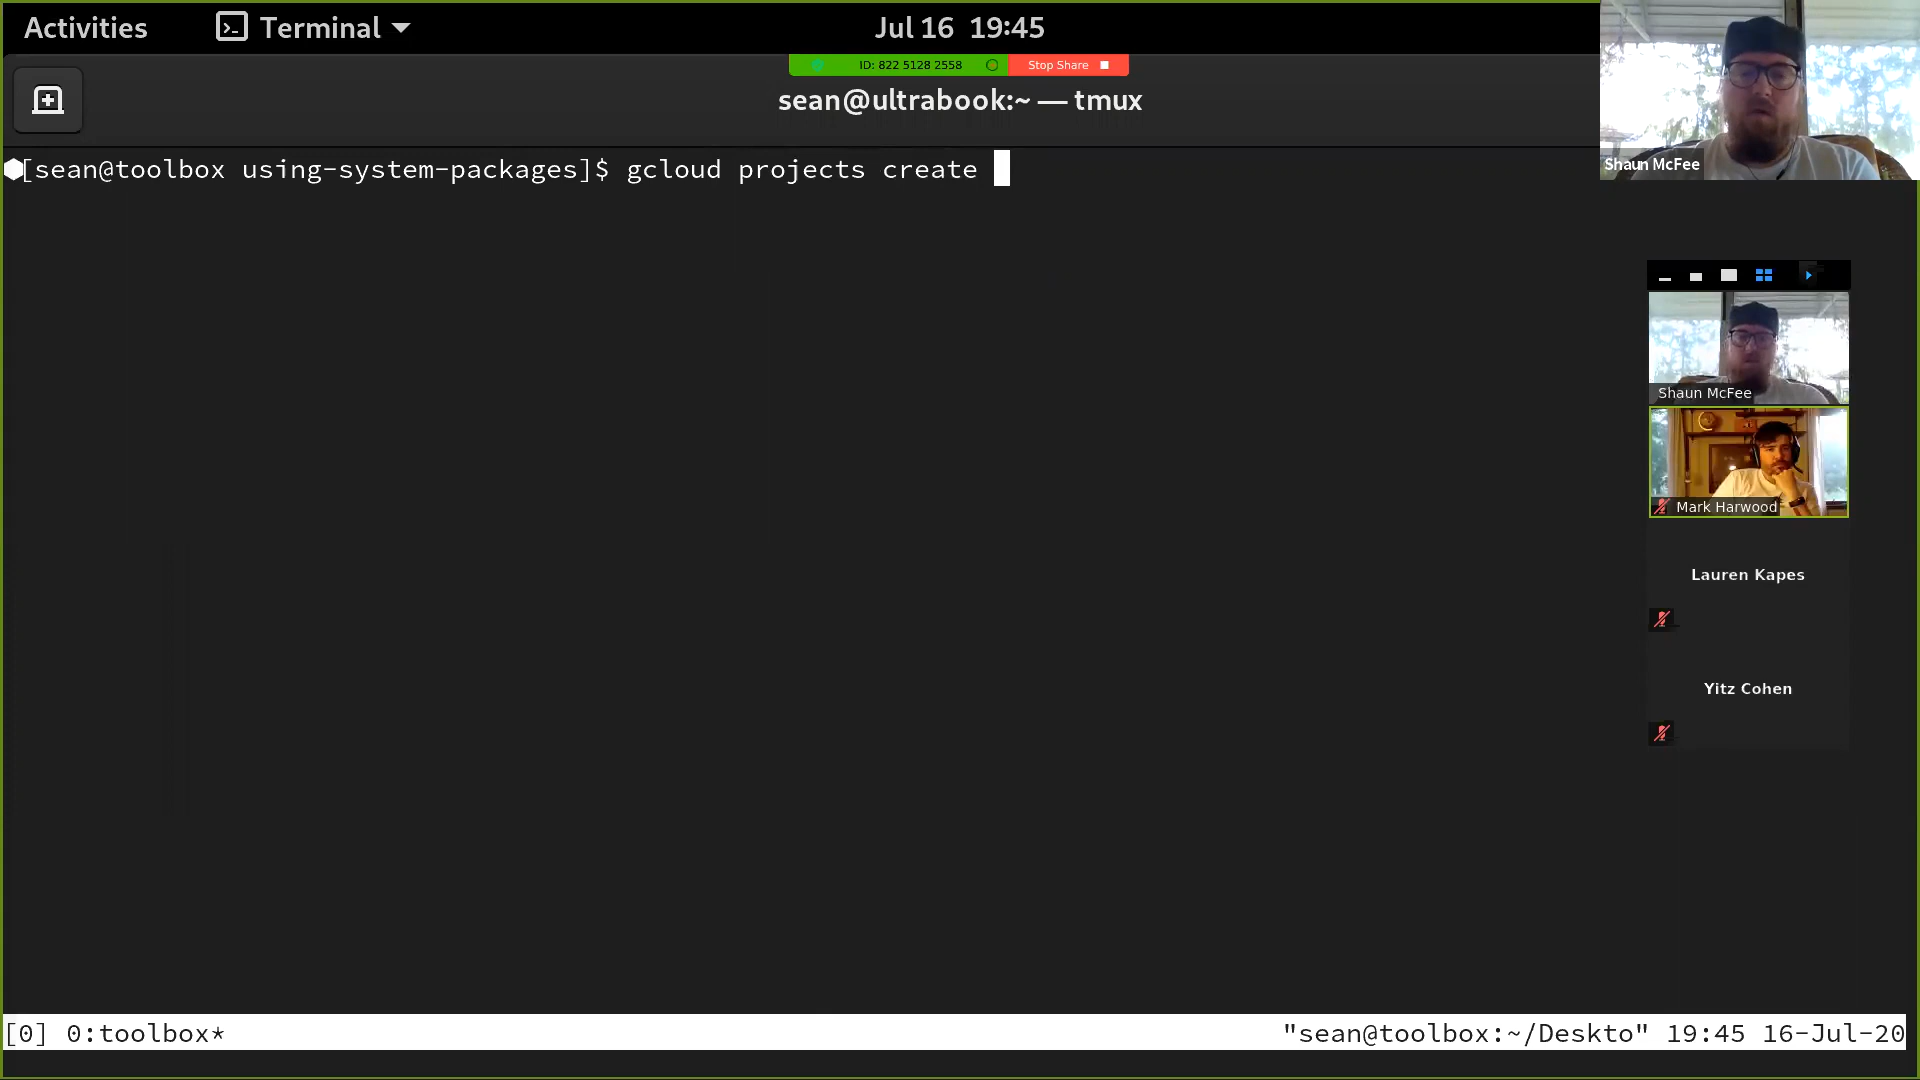 Activities Terminal Jul 16 19:45
ID: 822 5128 2558 Stop Share
sean@ultrabook:~ — tmux
Shaun McFee
[sean@toolbox using-system-packages]$ gcloud projects create
Shaun McFee
Mark Harwood
Lauren Kapes
Yitz Cohen
[0] 0:toolbox* "sean@toolbox:~/Deskto" 19:45 16-Jul-20